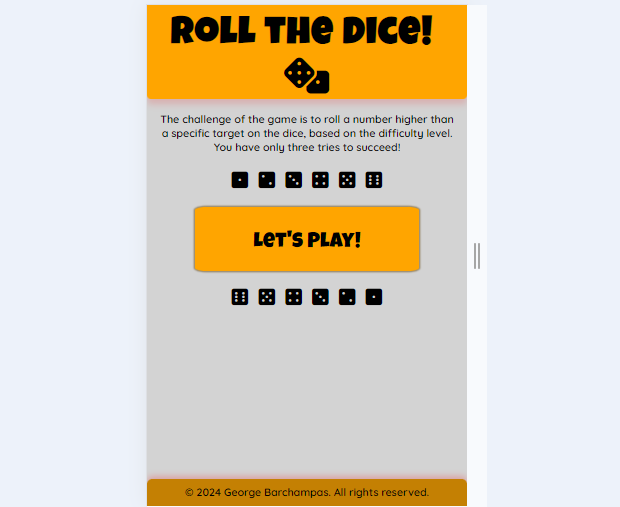 Roll The Dice!
The challenge of the game is to roll a number higher than
a specific target on the dice, based on the difficulty level.
You have only three tries to succeed!
Let's Play!
© 2024 George Barchampas. All rights reserved.